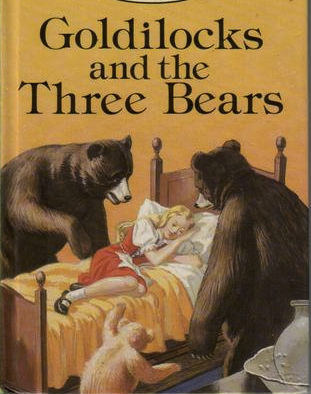 Goldilocks
and the
Three Bears